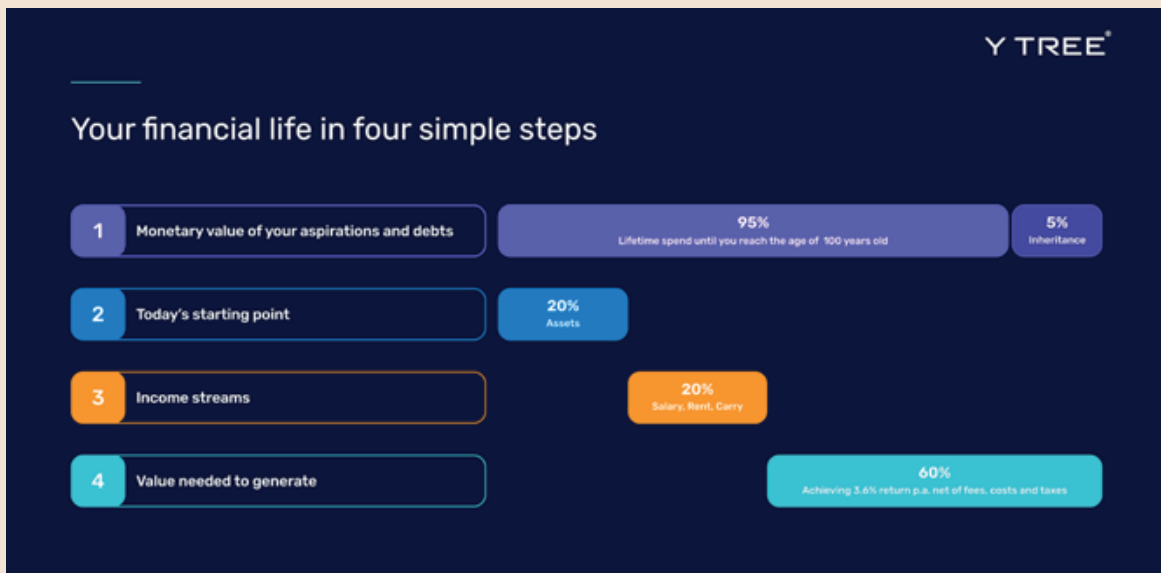 Y TREE®
Your financial life in four simple steps
1 Monetary value of your aspirations and debts
95%
Lifetime spend until you reach the age of 100 years old
5%
Inheritance
2 Today's starting point
20%
Assets
3 Income streams
20%
Salary, Rent, Carry
4 Value needed to generate
60%
Achieving 3.6% return p.a. net of fees, costs and taxes